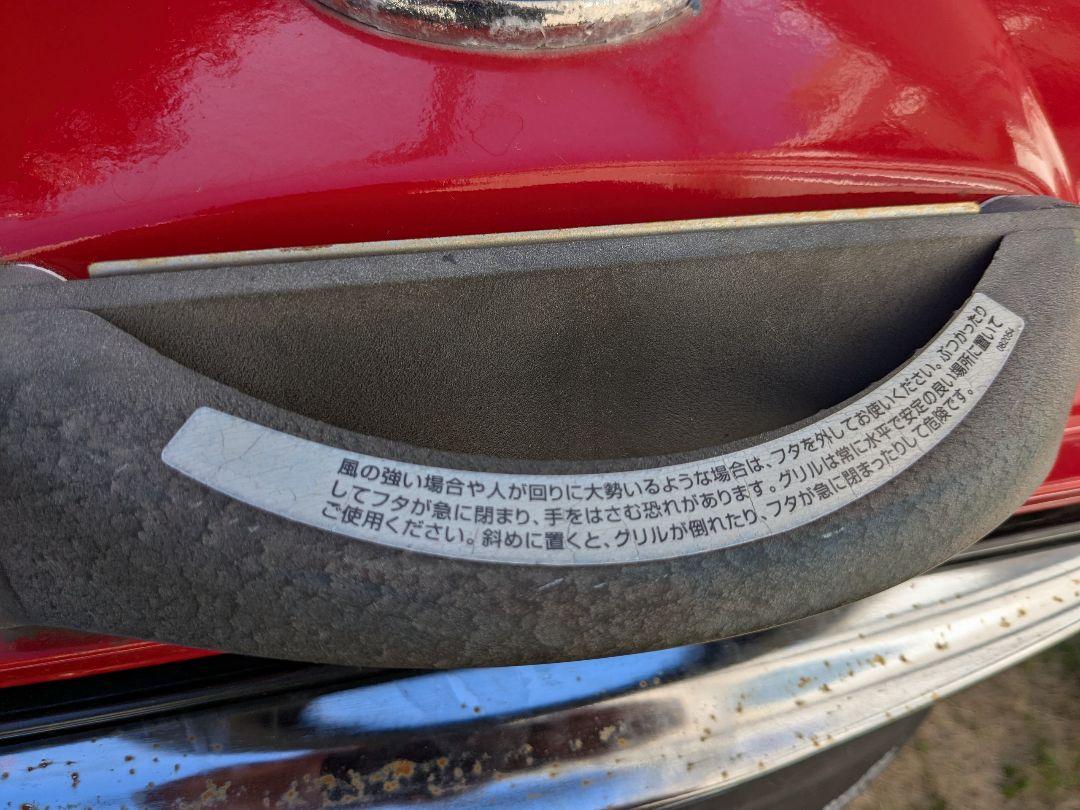 風の強い場合や人が回りに大勢いるような場合は、フタを外してお使いください。ぶつかったり
してフタが急に閉まり、手をはさむ恐れがあります。グリルは常に水平で安定の良い場所に置いて
ご使用ください。斜めに置くと、グリルが倒れたり、フタが急に閉まったりして危険です。
082064